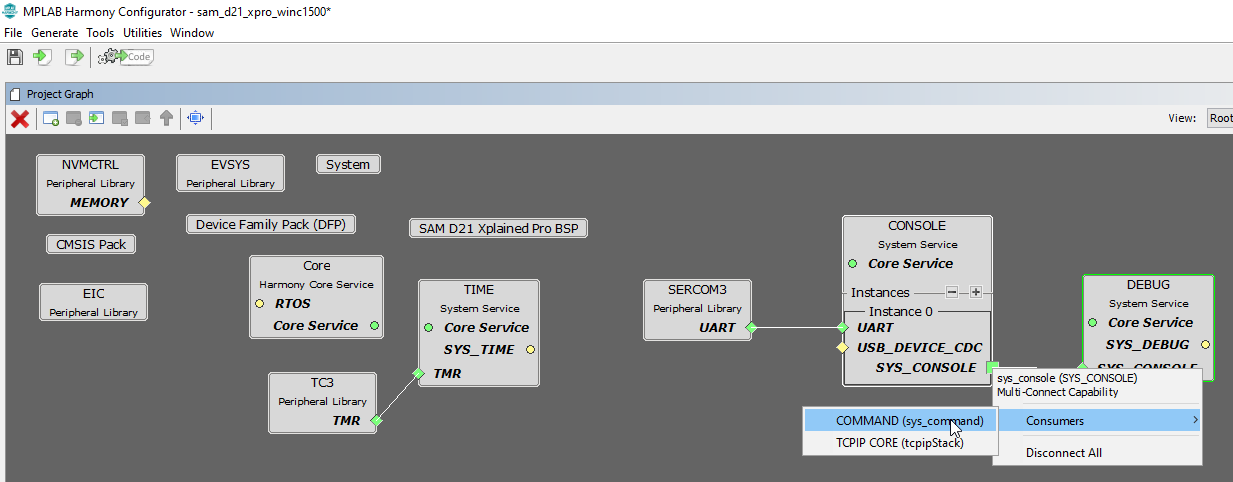 MPLAB Harmony Configurator - sam_d21_xpro_winc1500*
File Generate Tools Utilities Window
Code
Project Graph
View: Root
NVMCTRL
Peripheral Library
MEMORY
EVSYS
Peripheral Library
System
Device Family Pack (DFP)
SAM D21 Xplained Pro BSP
CMSIS Pack
EIC
Peripheral Library
Core
Harmony Core Service
RTOS
Core Service
TIME
System Service
Core Service
SYS_TIME
TMR
TC3
Peripheral Library
TMR
SERCOM3
Peripheral Library
UART
CONSOLE
System Service
Core Service
Instances
Instance 0
UART
USB_DEVICE_CDC
SYS_CONSOLE
DEBUG
System Service
Core Service
SYS_DEBUG
SYS_CONSOLE
sys_console (SYS_CONSOLE)
Multi-Connect Capability
Consumers
Disconnect All
COMMAND (sys_command)
TCPIP CORE (tcpipStack)